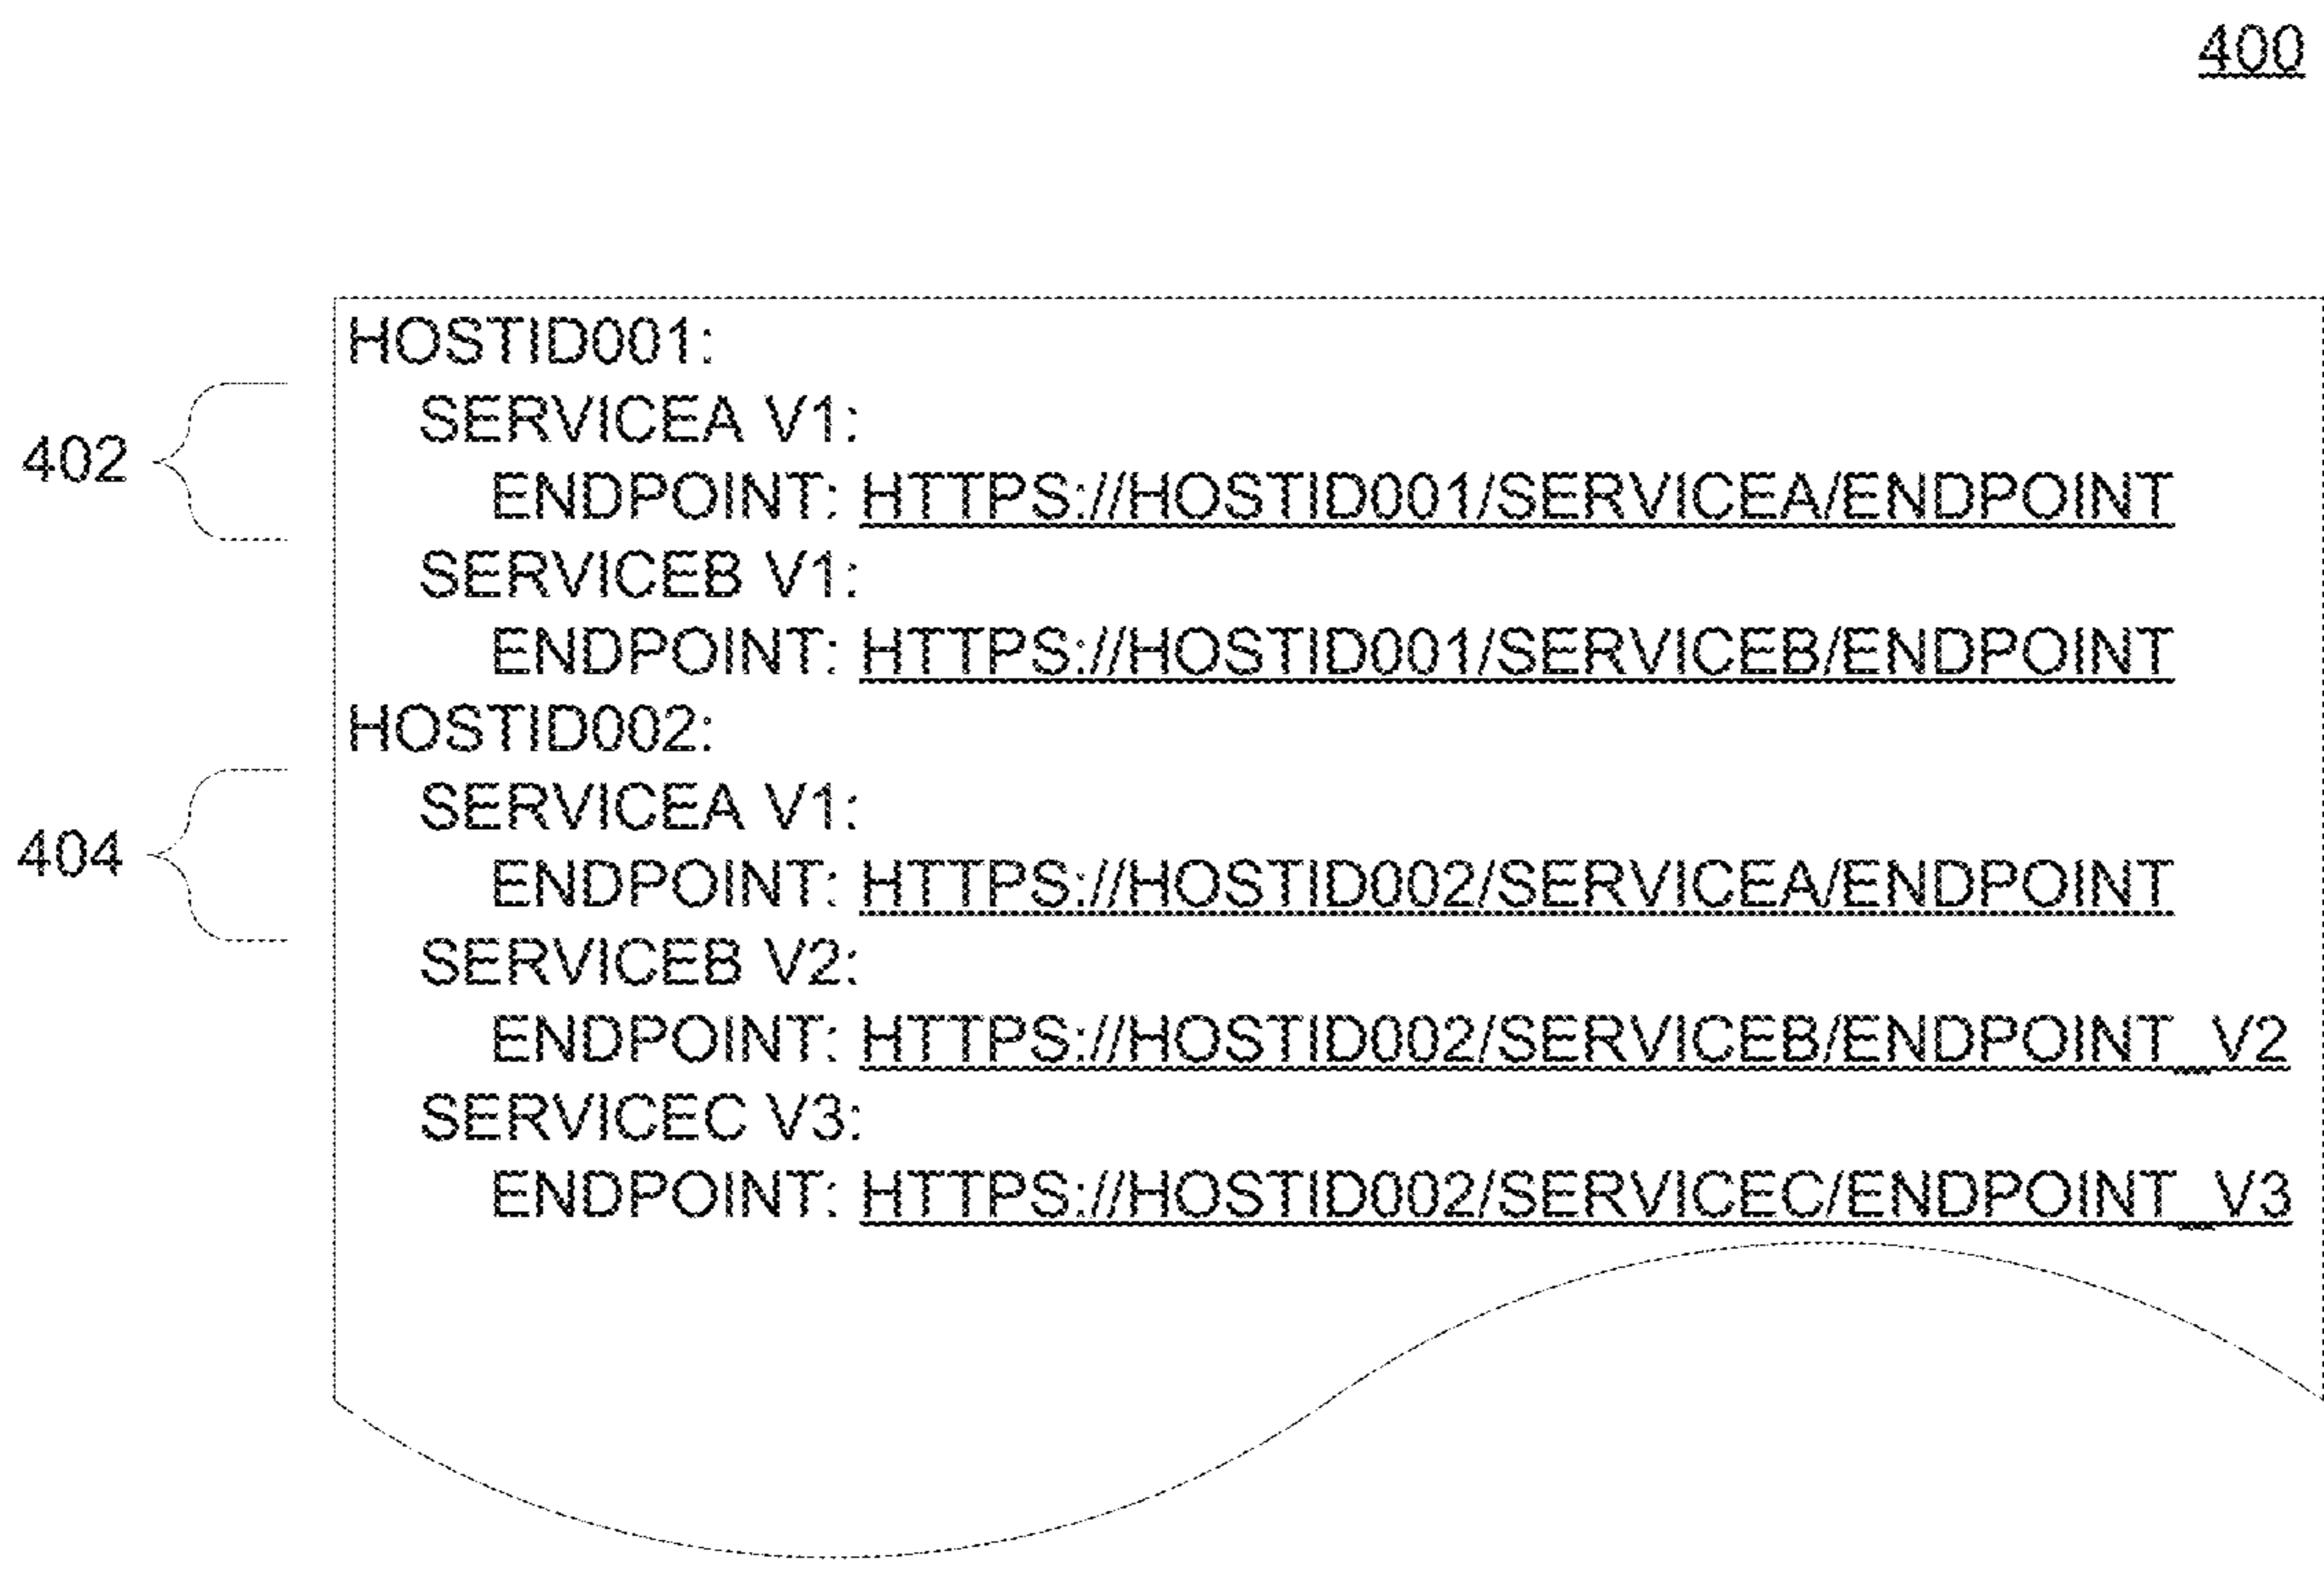 400
HOSTID001:
SERVICEA V1:
402
ENDPOINT: HTTPS://HOSTID001/SERVICEA/ENDPOINT
SERVICEB V1:
ENDPOINT: HTTPS://HOSTID001/SERVICEB/ENDPOINT
HOSTID002:
SERVICEA V1:
404
ENDPOINT: HTTPS://HOSTID002/SERVICEA/ENDPOINT
SERVICEB V2:
ENDPOINT: HTTPS://HOSTID002/SERVICEB/ENDPOINT_V2
SERVICEC V3:
ENDPOINT: HTTPS://HOSTID002/SERVICEC/ENDPOINT_V3